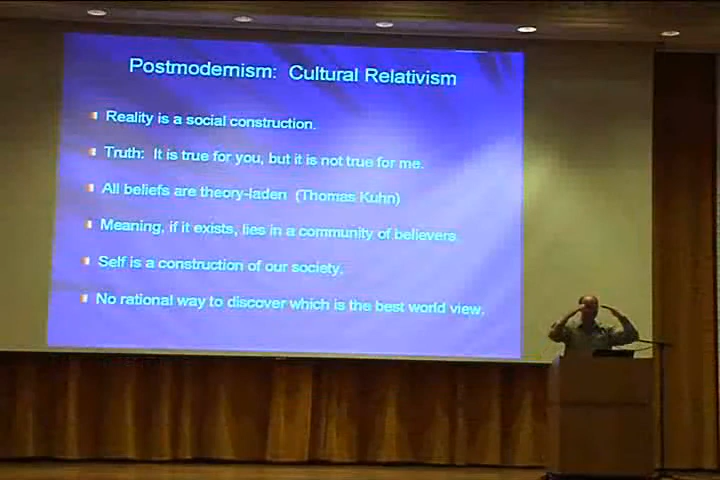 Postmodernism: Cultural Relativism
Reality is a social construction.
Truth: It is true for you, but it is not true for me.
All beliefs are theory-laden (Thomas Kuhn)
Meaning, if it exists, lies in a community of believers.
Self is a construction of our society.
No rational way to discover which is the best world view.